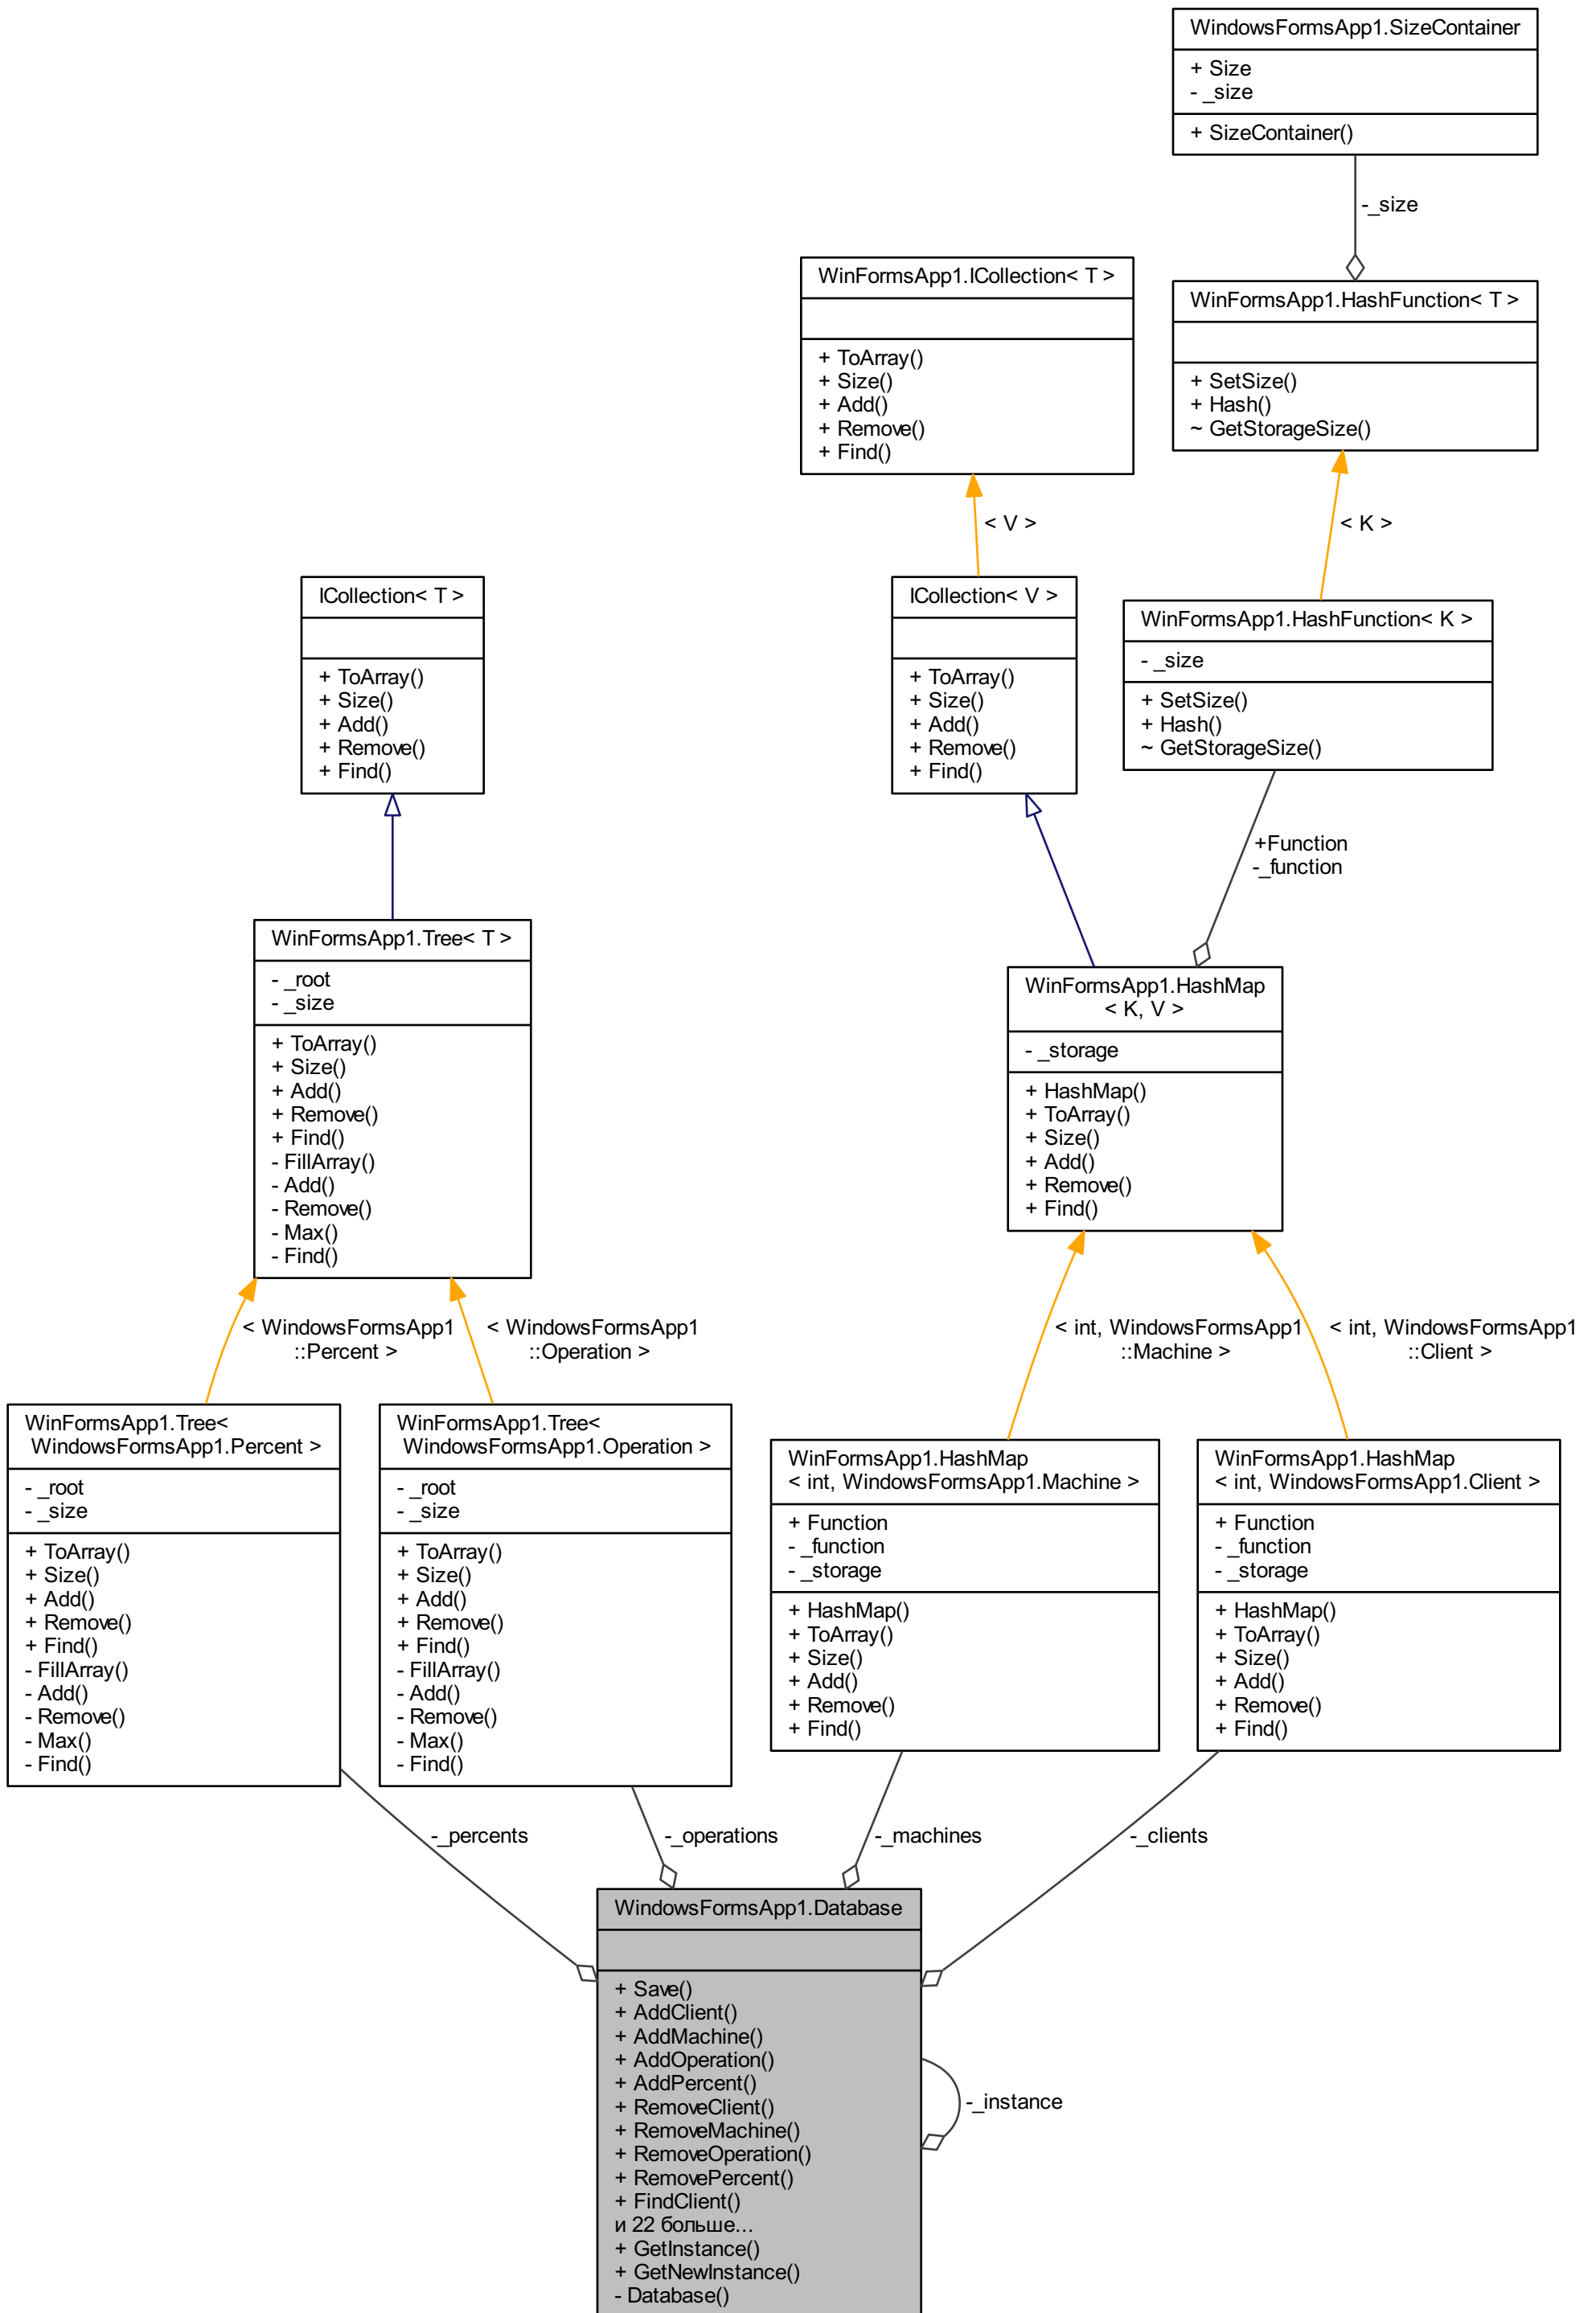 WindowsFormsApp1.SizeContainer
+ Size
- _size
+ SizeContainer()
-_size
WinFormsApp1.ICollection< T >
+ ToArray()
+ Size()
+ Add()
+ Remove()
+ Find()
WinFormsApp1.HashFunction< T >
+ SetSize()
+ Hash()
~ GetStorageSize()
< V >
< K >
ICollection< T >
+ ToArray()
+ Size()
+ Add()
+ Remove()
+ Find()
ICollection< V >
+ ToArray()
+ Size()
+ Add()
+ Remove()
+ Find()
WinFormsApp1.HashFunction< K >
- _size
+ SetSize()
+ Hash()
~ GetStorageSize()
+Function
-_function
WinFormsApp1.Tree< T >
- _root
- _size
+ ToArray()
+ Size()
+ Add()
+ Remove()
+ Find()
- FillArray()
- Add()
- Remove()
- Max()
- Find()
WinFormsApp1.HashMap
< K, V >
- _storage
+ HashMap()
+ ToArray()
+ Size()
+ Add()
+ Remove()
+ Find()
< WindowsFormsApp1
::Percent >
< WindowsFormsApp1
::Operation >
< int, WindowsFormsApp1
::Machine >
< int, WindowsFormsApp1
::Client >
WinFormsApp1.Tree<
WindowsFormsApp1.Percent >
- _root
- _size
+ ToArray()
+ Size()
+ Add()
+ Remove()
+ Find()
- FillArray()
- Add()
- Remove()
- Max()
- Find()
WinFormsApp1.Tree<
WindowsFormsApp1.Operation >
- _root
- _size
+ ToArray()
+ Size()
+ Add()
+ Remove()
+ Find()
- FillArray()
- Add()
- Remove()
- Max()
- Find()
WinFormsApp1.HashMap
< int, WindowsFormsApp1.Machine >
+ Function
- _function
- _storage
+ HashMap()
+ ToArray()
+ Size()
+ Add()
+ Remove()
+ Find()
WinFormsApp1.HashMap
< int, WindowsFormsApp1.Client >
+ Function
- _function
- _storage
+ HashMap()
+ ToArray()
+ Size()
+ Add()
+ Remove()
+ Find()
-_percents
-_operations
-_machines
-_clients
WindowsFormsApp1.Database
+ Save()
+ AddClient()
+ AddMachine()
+ AddOperation()
+ AddPercent()
+ RemoveClient()
+ RemoveMachine()
+ RemoveOperation()
+ RemovePercent()
+ FindClient()
и 22 больше...
+ GetInstance()
+ GetNewInstance()
- Database()
-_instance